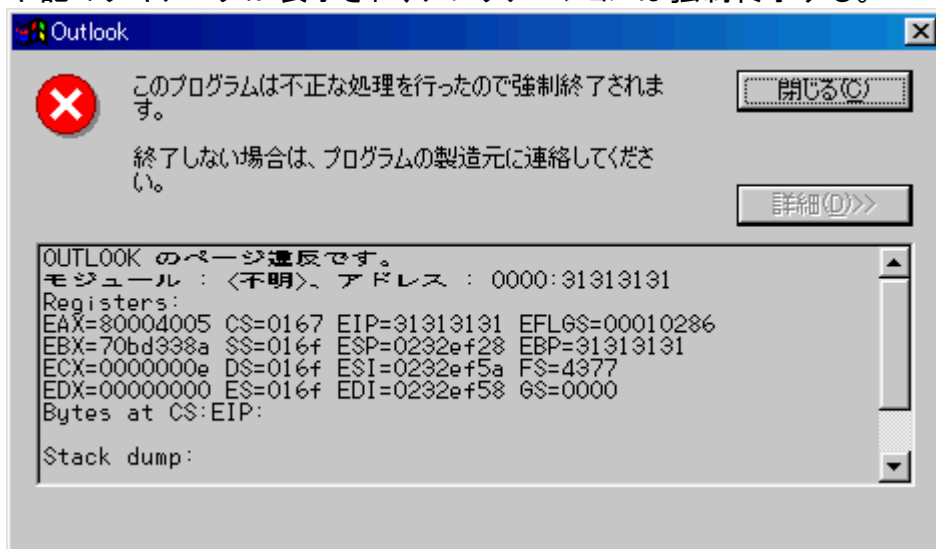 Outlook
このプログラムは不正な処理を行ったので強制終了されま
す。
閉じる(C)
終了しない場合は、プログラムの製造元に連絡してくださ
い。
詳細(D)>>
OUTLOOK のページ違反です。
モジュール : <不明>、アドレス : 0000:31313131
Registers:
EAX=80004005 CS=0167 EIP=31313131 EFLGS=00010286
EBX=70bd338a SS=016f ESP=0232ef28 EBP=31313131
ECX=0000000e DS=016f ESI=0232ef5a FS=4377
EDX=00000000 ES=016f EDI=0232ef58 GS=0000
Bytes at CS:EIP:
Stack dump: